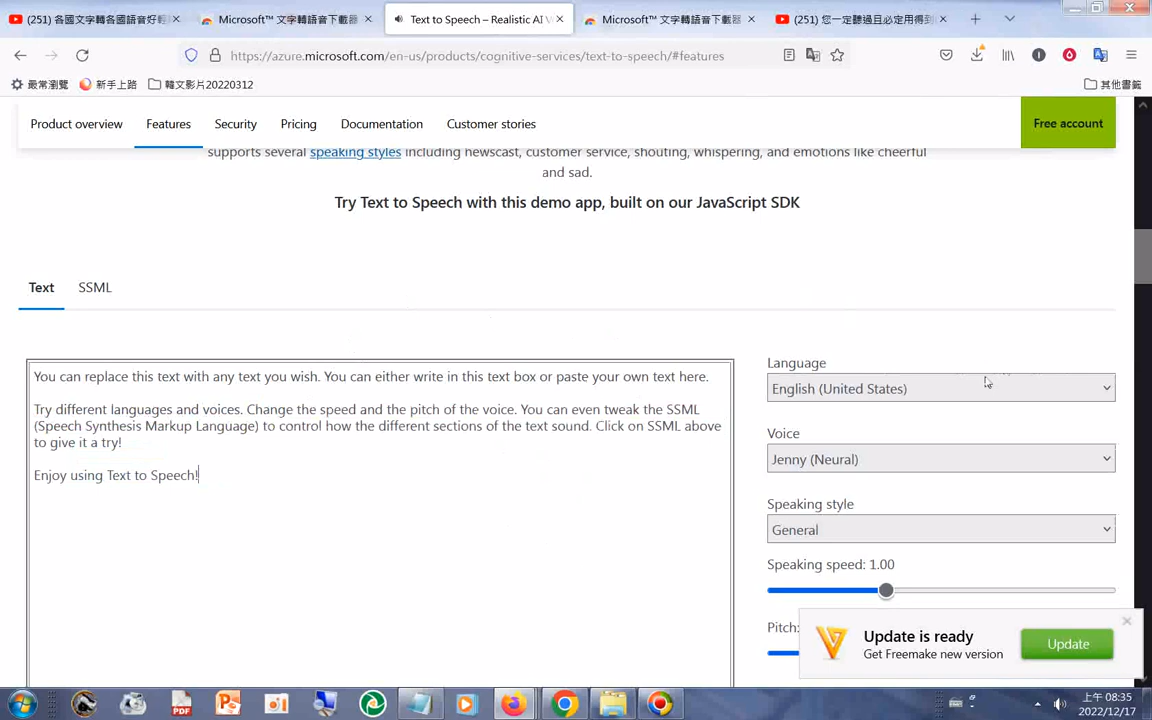 (251) 各國文字轉各國語音好輕
Microsoft™ 文字轉語音下載器
Text to Speech – Realistic AI V
Microsoft™ 文字轉語音下載器
(251) 您一定聽過且必定用得到
https://azure.microsoft.com/en-us/products/cognitive-services/text-to-speech/#features
最常瀏覽
新手上路
韓文影片20220312
其他書籤
Product overview
Features
Security
Pricing
Documentation
Customer stories
Free account
supports several speaking styles including newscast, customer service, shouting, whispering, and emotions like cheerful
and sad.
Try Text to Speech with this demo app, built on our JavaScript SDK
Text
SSML
You can replace this text with any text you wish. You can either write in this text box or paste your own text here.
Try different languages and voices. Change the speed and the pitch of the voice. You can even tweak the SSML
(Speech Synthesis Markup Language) to control how the different sections of the text sound. Click on SSML above
to give it a try!
Enjoy using Text to Speech!
Language
English (United States)
Voice
Jenny (Neural)
Speaking style
General
Speaking speed: 1.00
Pitch:
Update is ready
Get Freemake new version
Update
上午 08:35
2022/12/17